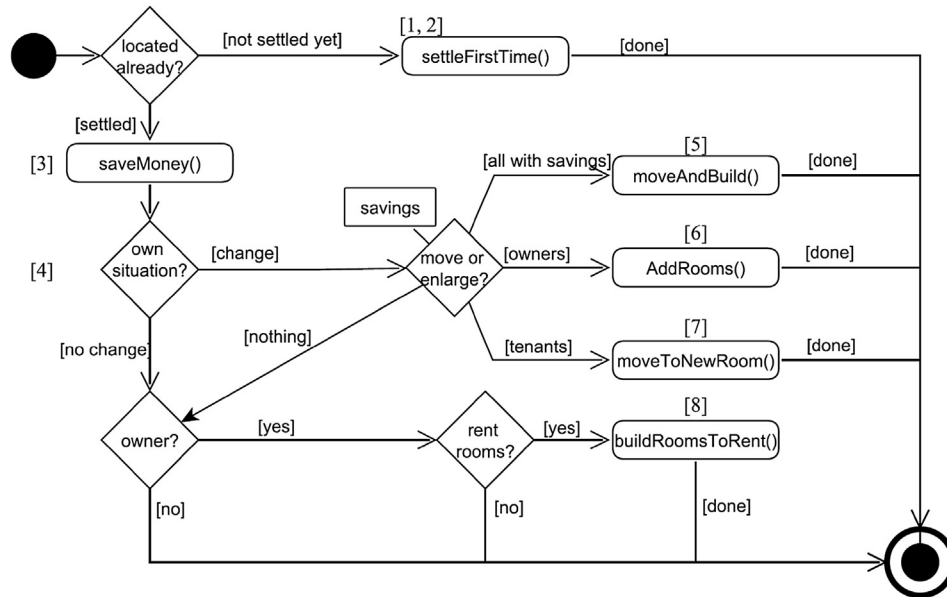 located
already?
[not settled yet]
[1, 2]
settleFirstTime()
[done]
[settled]
[3]
saveMoney()
[4]
own
situation?
[change]
savings
move or
enlarge?
[all with savings]
[5]
moveAndBuild()
[done]
[owners]
[6]
AddRooms()
[done]
[nothing]
[tenants]
[7]
moveToNewRoom()
[done]
[no change]
owner?
[yes]
rent
rooms?
[yes]
[8]
buildRoomsToRent()
[no]
[no]
[done]